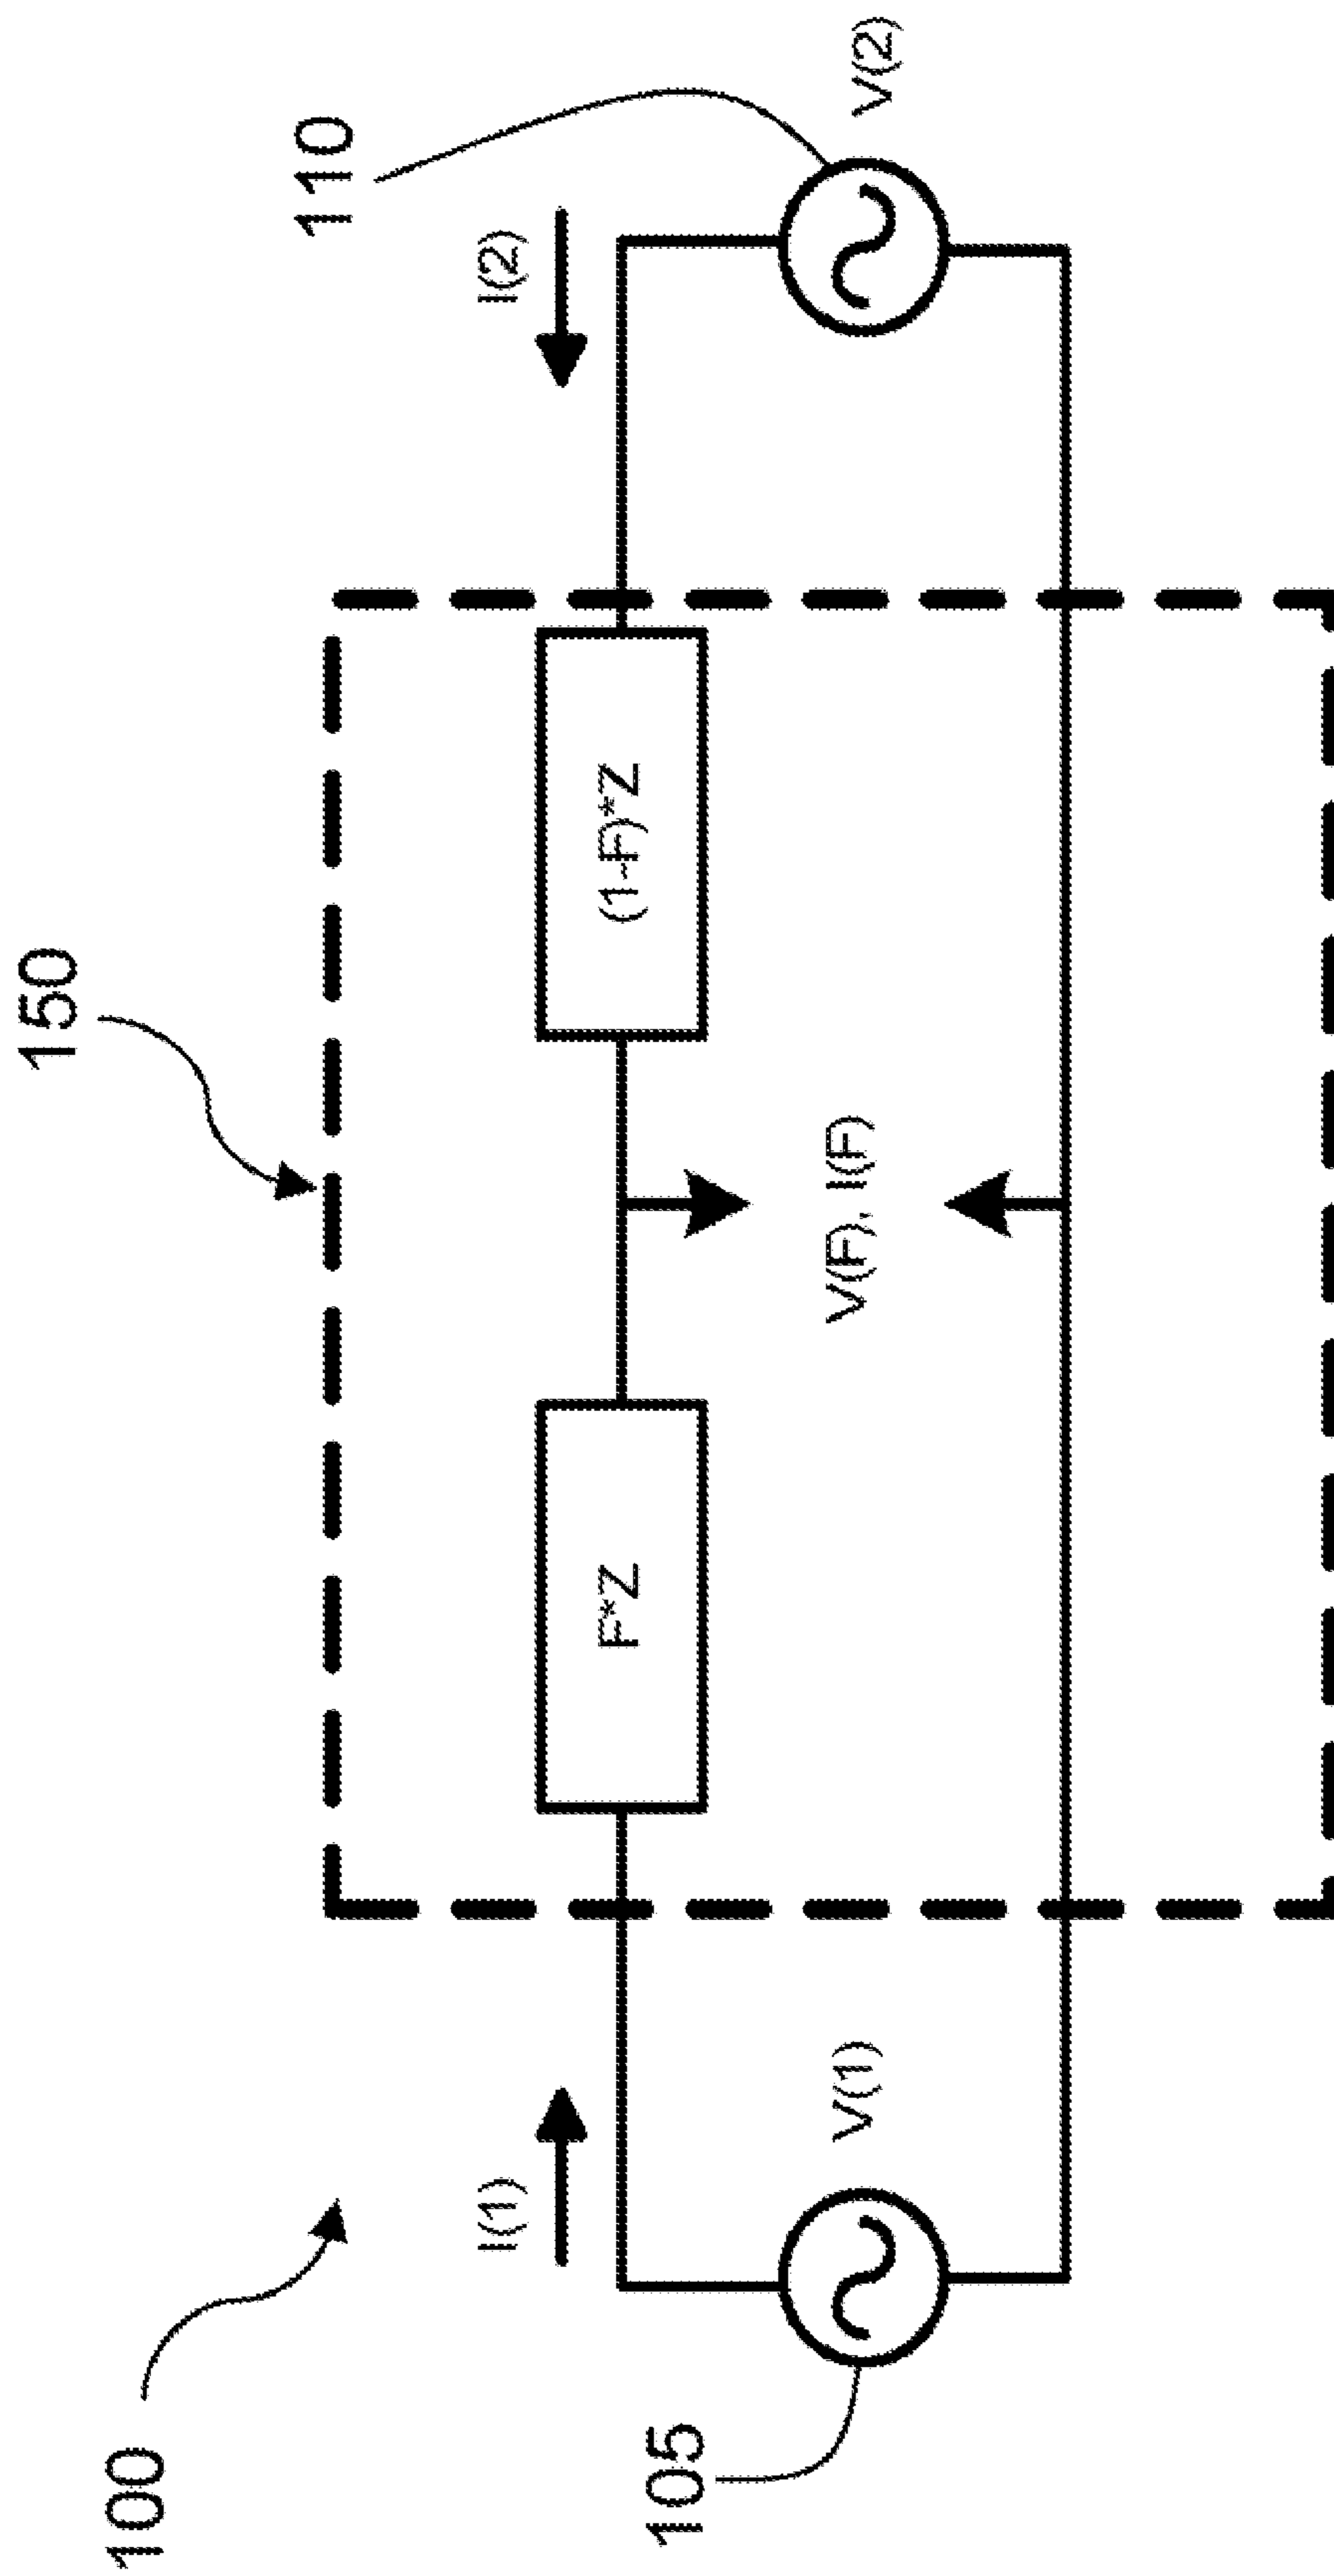 100
150
110
I(1)
I(2)
F*Z
(1-F)*Z
V(F), I(F)
V(1)
V(2)
105